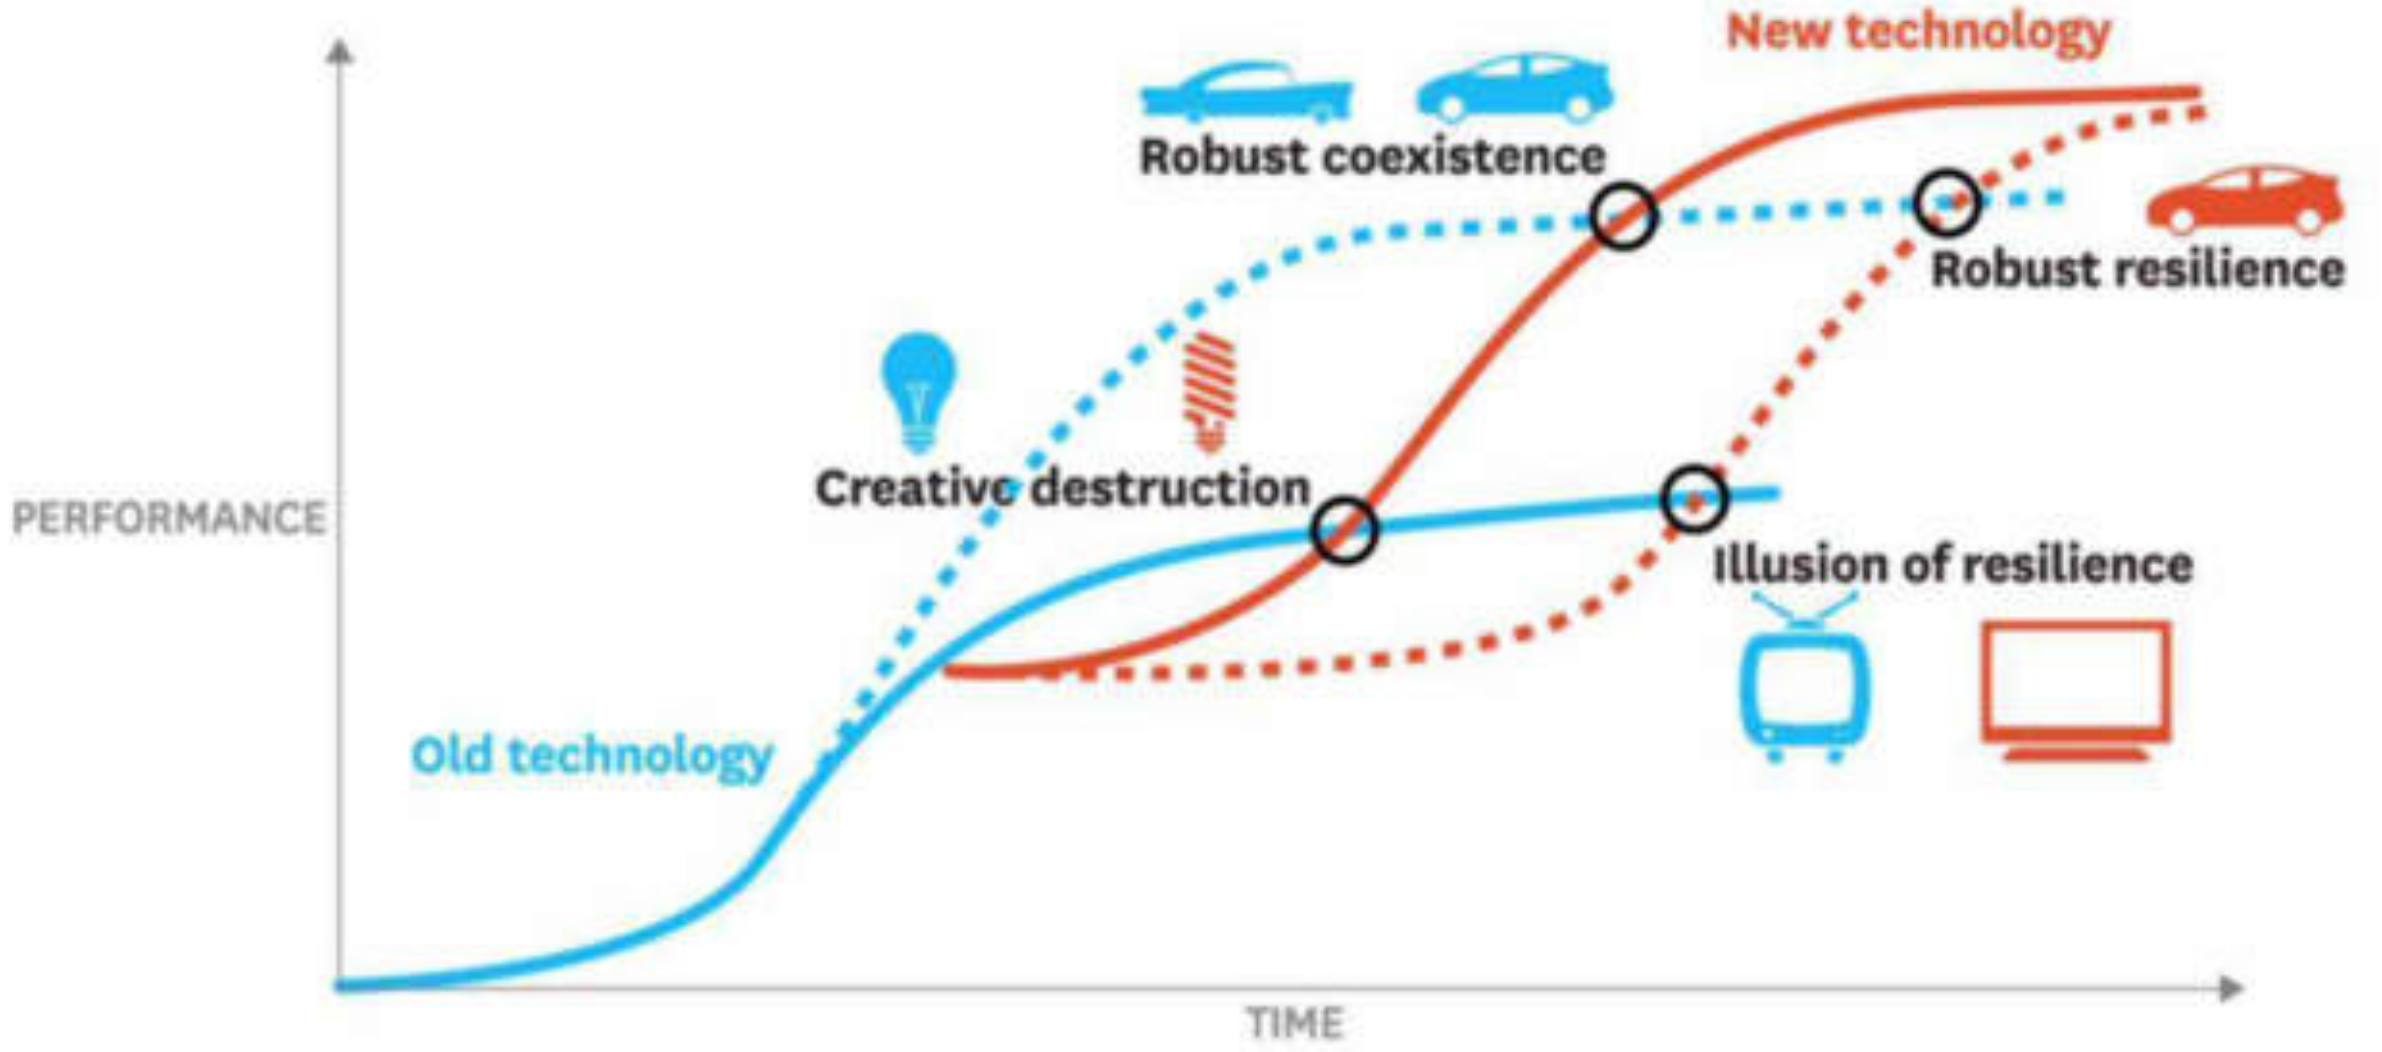 New technology
Robust coexistence
Robust resilience
Creative destruction
PERFORMANCE
Illusion of resilience
Old technology
TIME